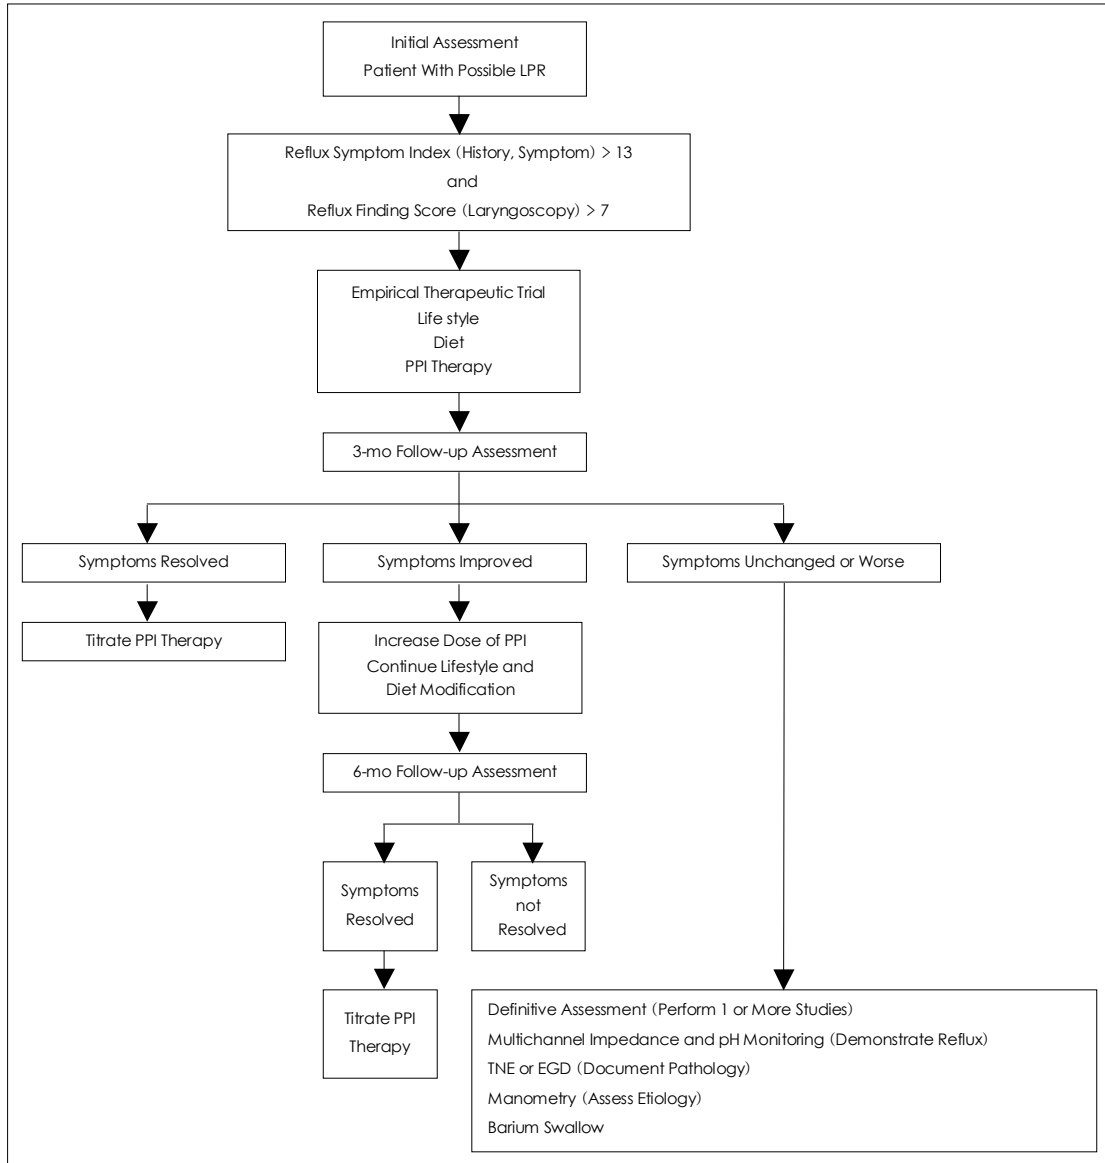 Initial Assessment
Patient With Possible LPR
Reflux Symptom Index (History, Symptom) > 13
and
Reflux Finding Score (Laryngoscopy) > 7
Empirical Therapeutic Trial
Life style
Diet
PPI Therapy
3-mo Follow-up Assessment
Symptoms Resolved
Symptoms Improved
Symptoms Unchanged or Worse
Titrate PPI Therapy
Increase Dose of PPI
Continue Lifestyle and
Diet Modification
6-mo Follow-up Assessment
Symptoms
Resolved
Symptoms
not
Resolved
Titrate PPI
Therapy
Definitive Assessment (Perform 1 or More Studies)
Multichannel Impedance and pH Monitoring (Demonstrate Reflux)
TNE or EGD (Document Pathology)
Manometry (Assess Etiology)
Barium Swallow